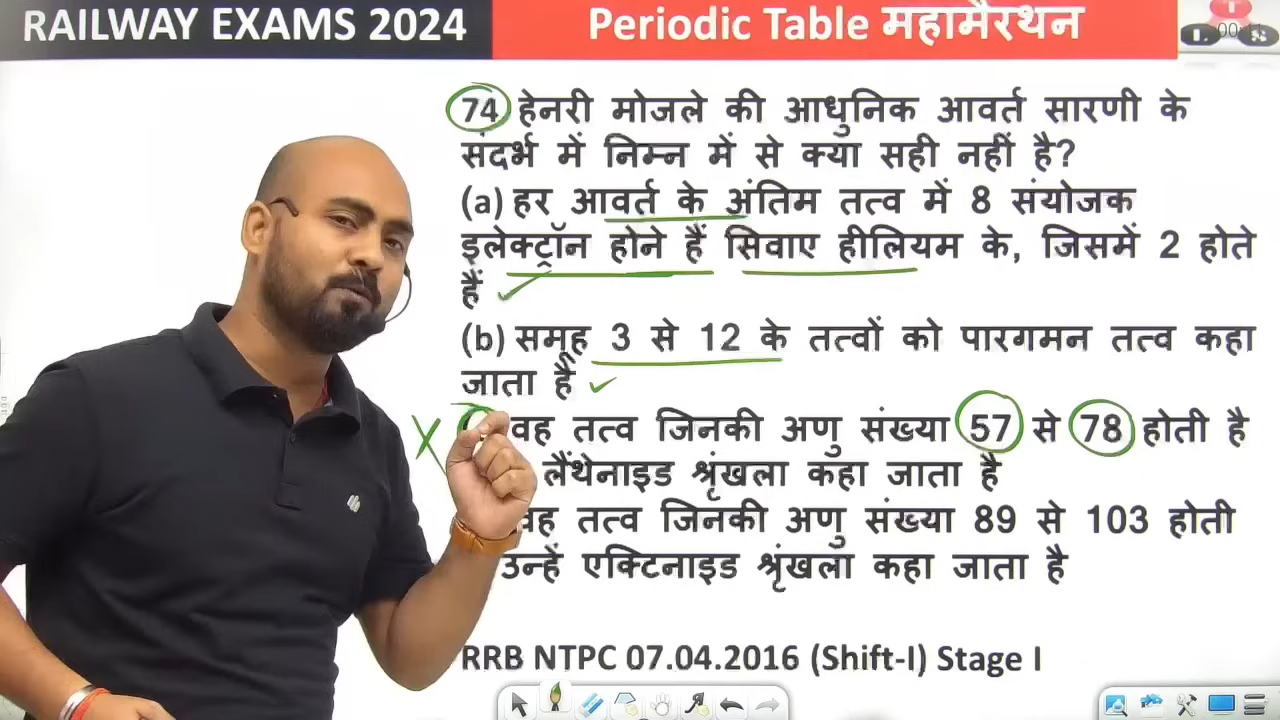 RAILWAY EXAMS 2024
Periodic Table महामैरथन
74 हेनरी मोजले की आधुनिक आवर्त सारणी के
संदर्भ में निम्न में से क्या सही नहीं है?
(a) हर आवर्त के अंतिम तत्व में 8 संयोजक
इलेक्ट्रॉन होने हैं सिवाए हीलियम के, जिसमें 2 होते
हैं
(b) समूह 3 से 12 के तत्वों को पारगमन तत्व कहा
जाता है
वह तत्व जिनकी अणु संख्या 57 से 78 होती है
लैंथेनाइड श्रृंखला कहा जाता है
वह तत्व जिनकी अणु संख्या 89 से 103 होती
उन्हें एक्टिनाइड श्रृंखला कहा जाता है
RRB NTPC 07.04.2016 (Shift-I) Stage I